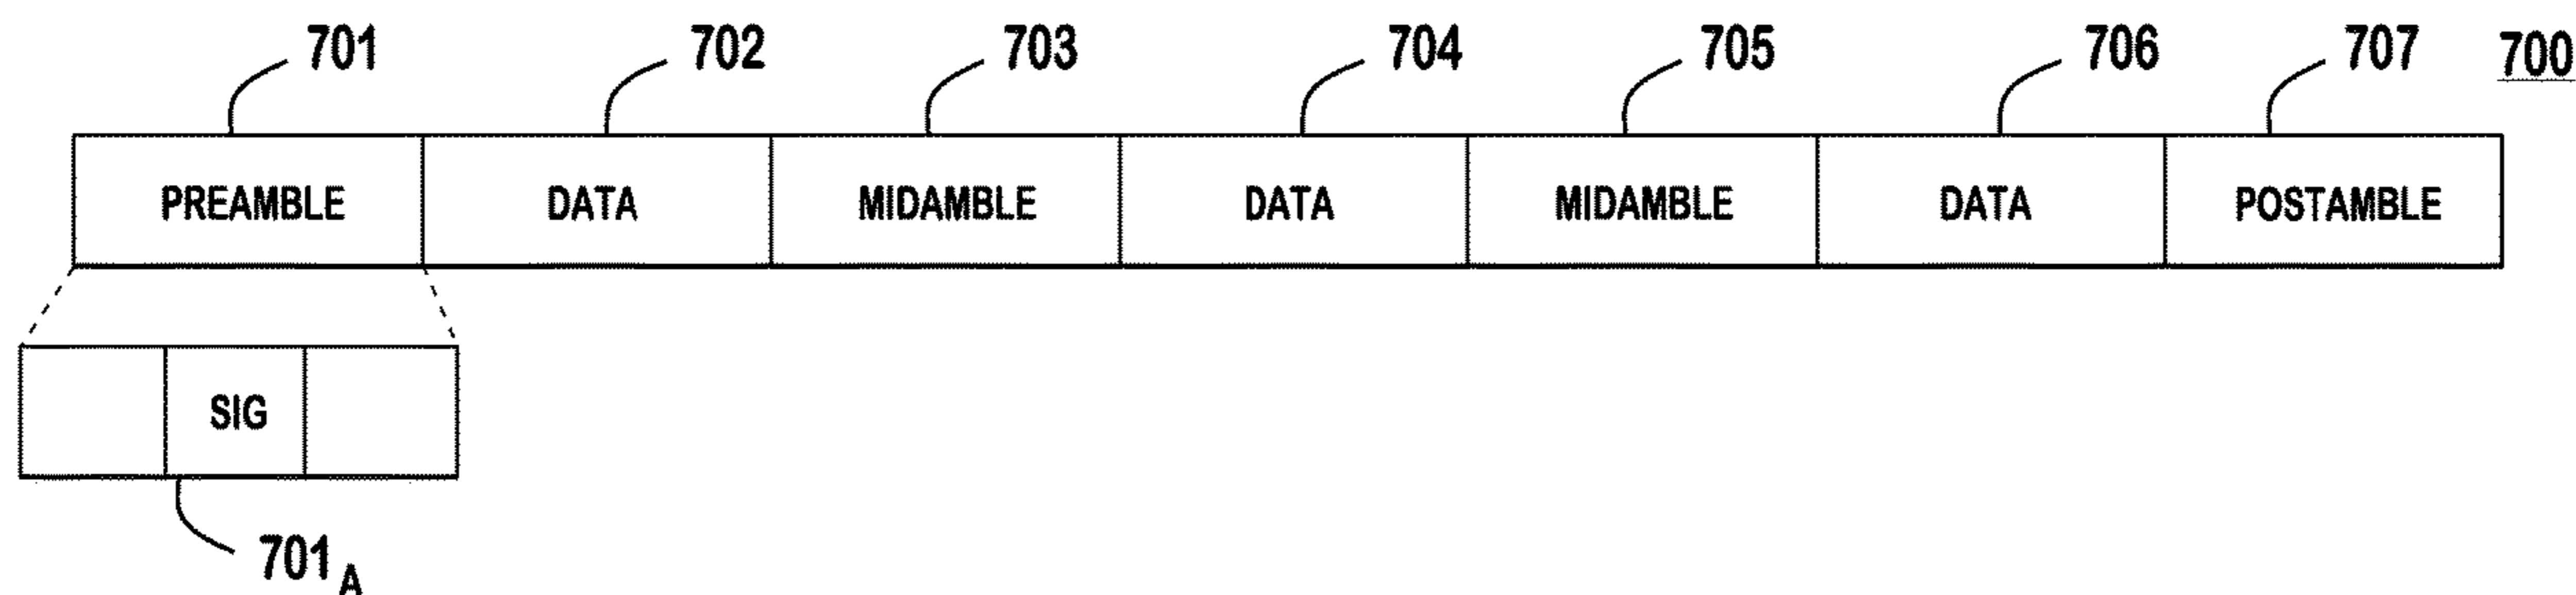 701 702 703 704 705 706 707 700
PREAMBLE DATA MIDAMBLE DATA MIDAMBLE DATA POSTAMBLE
SIG
701A